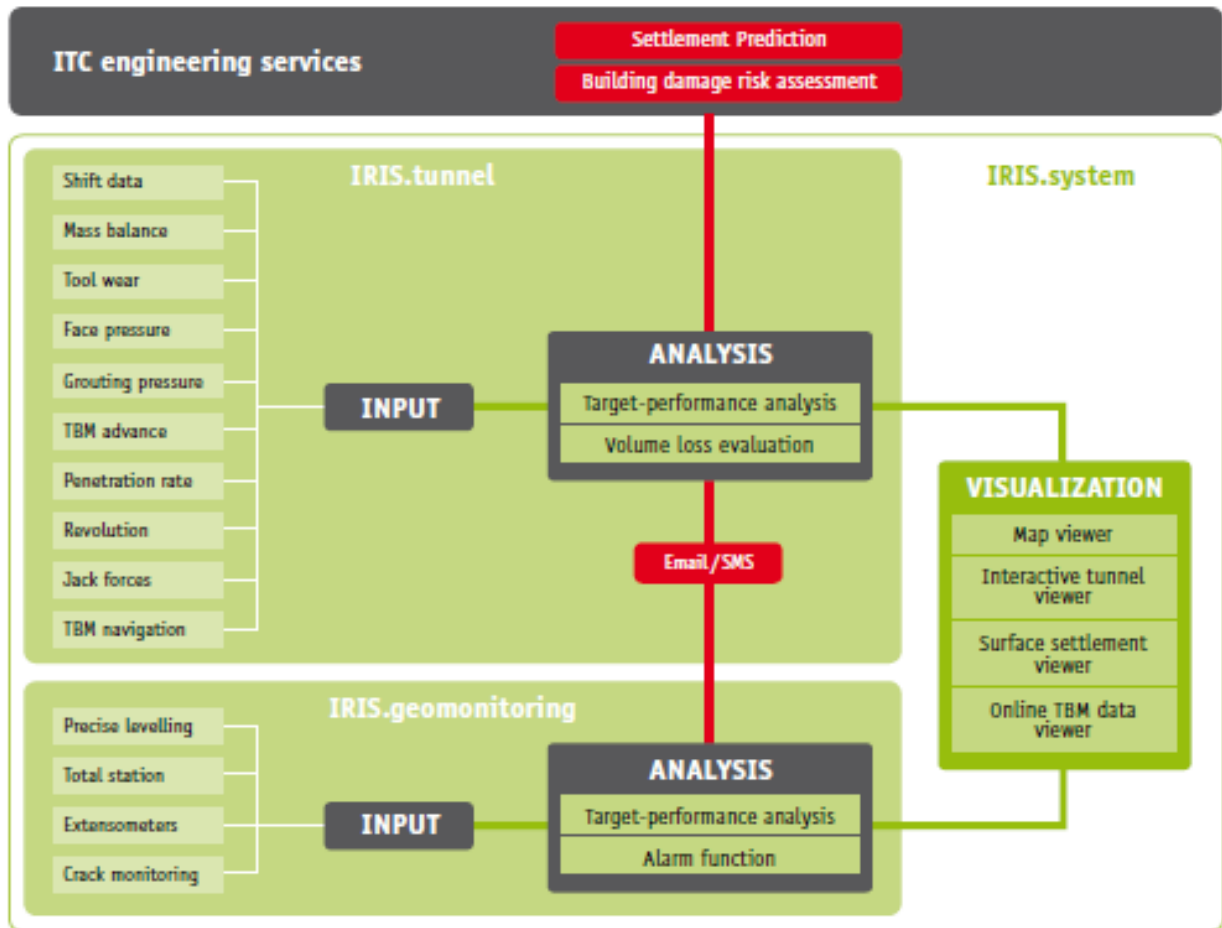 ITC engineering services
Settlement Prediction
Building damage risk assessment
IRIS.tunnel
IRIS.system
Shift data
Mass balance
Tool wear
Face pressure
Grouting pressure
TBM advance
Penetration rate
Revolution
Jack forces
TBM navigation
INPUT
ANALYSIS
Target-performance analysis
Volume loss evaluation
Email/SMS
VISUALIZATION
Map viewer
Interactive tunnel
viewer
Surface settlement
viewer
Online TBM data
viewer
IRIS.geomonitoring
Precise levelling
Total station
Extensometers
Crack monitoring
INPUT
ANALYSIS
Target-performance analysis
Alarm function